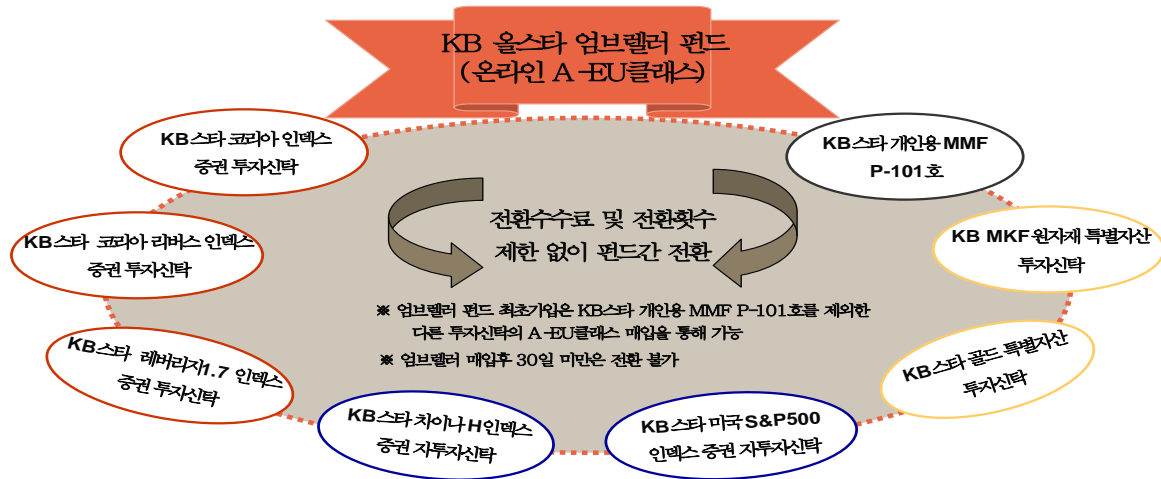 KB 올스타 엄브렐러 펀드
(온라인 A-EU클래스)
KB스타 코리아 인덱스
증권 투자신탁
KB스타 개인용 MMF
P-101호
KB스타 코리아 리버스 인덱스
증권 투자신탁
전환수수료 및 전환횟수
제한 없이 펀드간 전환
KB MKF원자재 특별자산
투자신탁
※ 엄브렐러 펀드 최초가입은 KB스타 개인용 MMF P-101호를 제외한
다른 투자신탁의 A-EU클래스 매입을 통해 가능
※ 엄브렐러 매입후 30일 미만은 전환 불가
KB스타 레버리지1.7 인덱스
증권 투자신탁
KB스타 골드 특별자산
투자신탁
KB스타 차이나H인덱스
증권 자투자신탁
KB스타 미국S&P500
인덱스 증권 자투자신탁